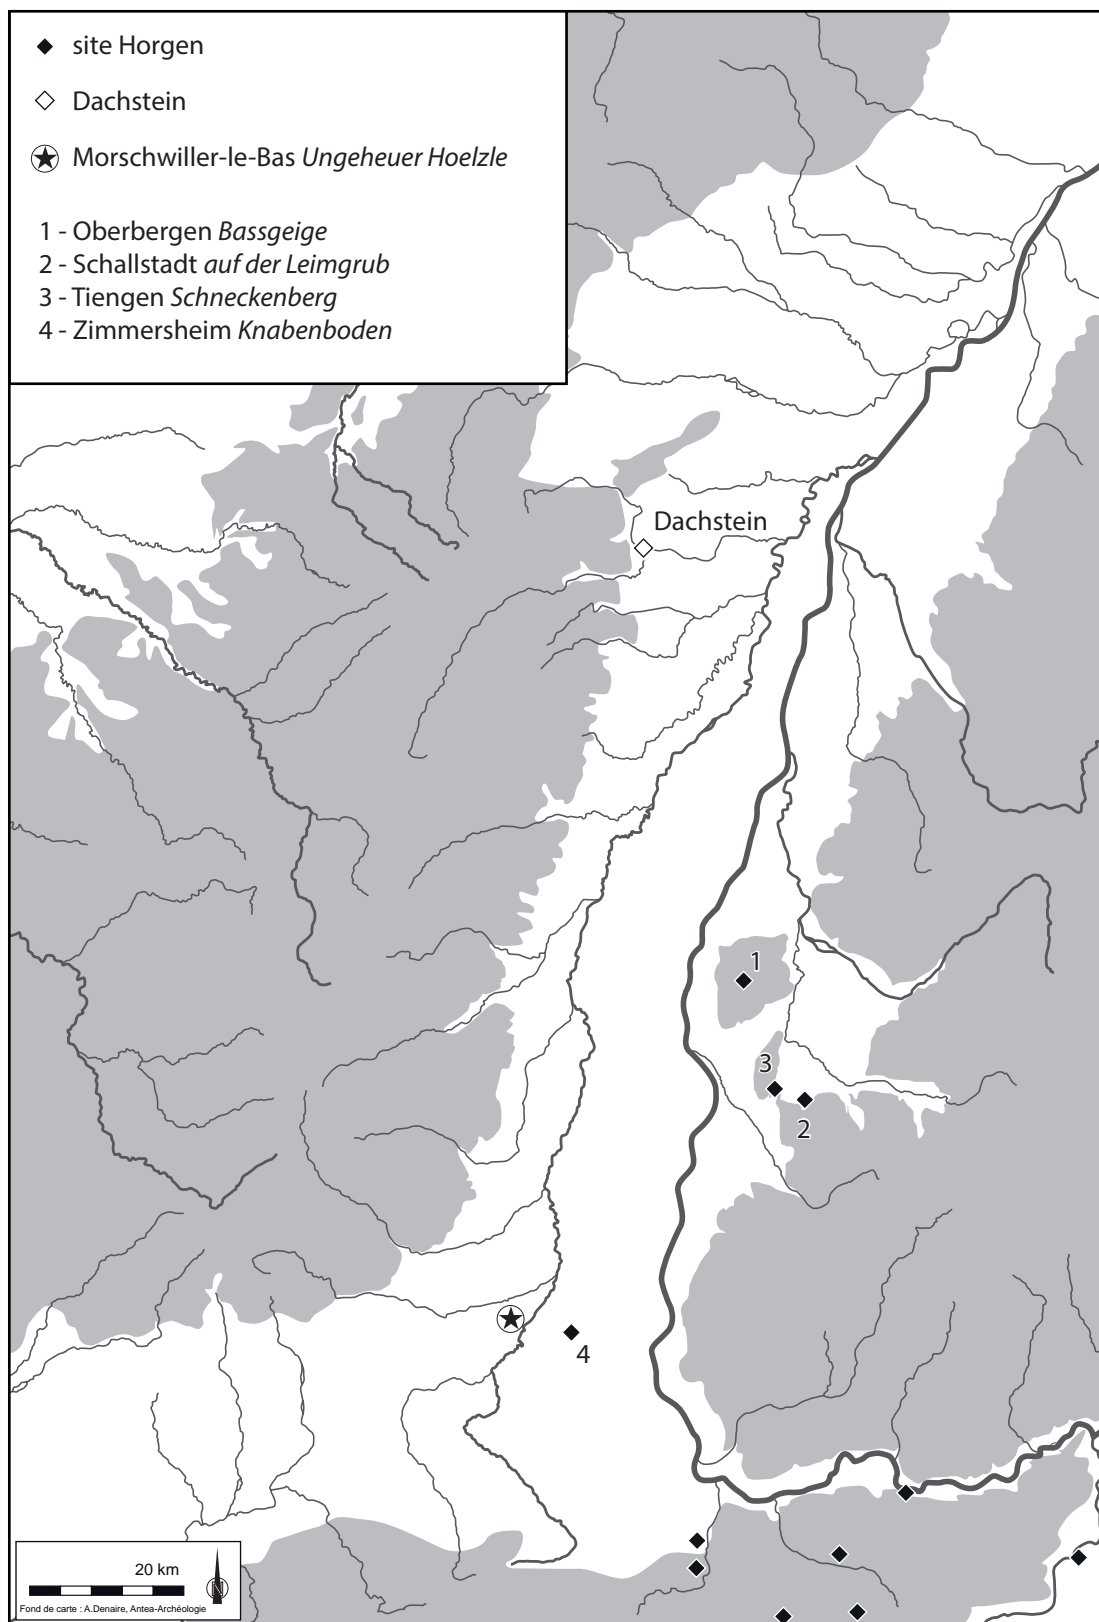 site Horgen
Dachstein
Morschwiller-le-Bas Ungeheuer Hoelzle
1 - Oberbergen Bassgeige
2 - Schallstadt auf der Leimgrub
3 - Tiengen Schneckenberg
4 - Zimmersheim Knabenboden
Dachstein
1
3
2
4
20 km
Fond de carte : A.Denaire, Antea-Archéologie